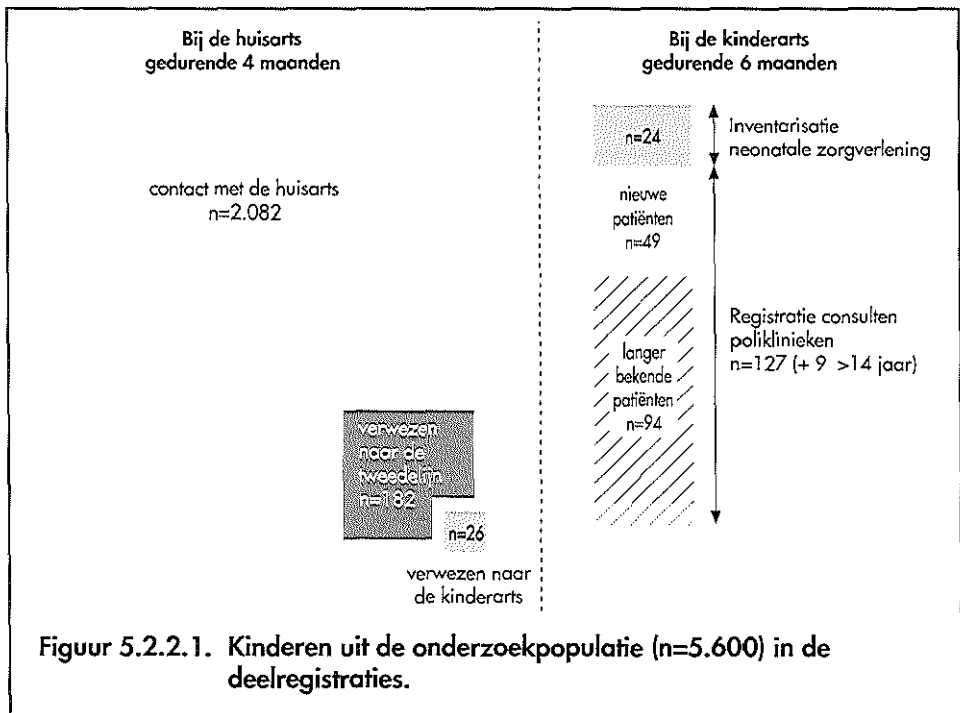 Bij de huisarts
gedurende 4 maanden
contact met de huisarts
n=2.082
verwezen
naar de
tweedelijn
n=182
n=26
verwezen naar
de kinderarts
Bij de kinderarts
gedurende 6 maanden
n=24
Inventarisatie
neonatale zorgverlening
nieuwe
patiënten
n=49
langer
bekende
patiënten
n=94
Registratie consulten
poliklinieken
n=127 (+ 9 >14 jaar)
Figuur 5.2.2.1. Kinderen uit de onderzoekpopulatie (n=5.600) in de
deelregistraties.